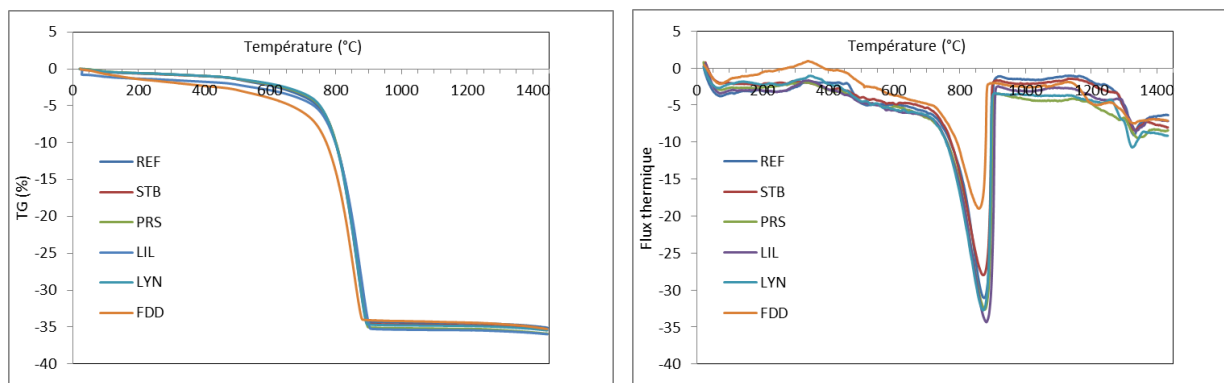 5
0
-5
-10
-15
-20
-25
-30
-35
-40
Température (°C)
0 200 400 600 800 1000 1200 1400
TG (%)
REF
STB
PRS
LIL
LYN
FDD
5
0
-5
-10
-15
-20
-25
-30
-35
-40
Température (°C)
0 200 400 600 800 1000 1200 1400
Flux thermique
REF
STB
PRS
LIL
LYN
FDD